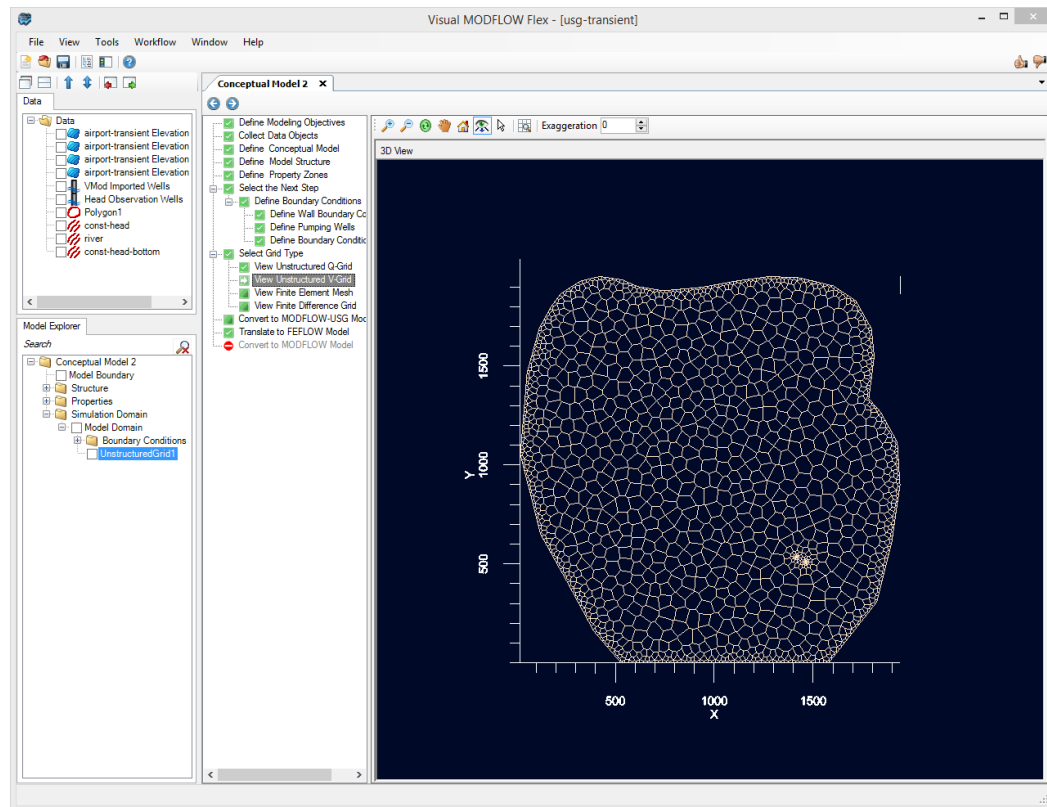 Visual MODFLOW Flex - [usg-transient]
File View Tools Workflow Window Help
Conceptual Model 2 X
Data
Data
airport-transient Elevation
airport-transient Elevation
airport-transient Elevation
airport-transient Elevation
VMod Imported Wells
Head Observation Wells
Polygon1
const-head
river
const-head-bottom
Model Explorer
Search
Conceptual Model 2
Model Boundary
Structure
Properties
Simulation Domain
Model Domain
Boundary Conditions
UnstructuredGrid1
Define Modeling Objectives
Collect Data Objects
Define Conceptual Model
Define Model Structure
Define Property Zones
Select the Next Step
Define Boundary Conditions
Define Wall Boundary Co
Define Pumping Wells
Define Boundary Conditic
Select Grid Type
View Unstructured Q-Grid
View Unstructured V-Grid
View Finite Element Mesh
View Finite Difference Grid
Convert to MODFLOW-USG Moc
Translate to FEFLOW Model
Convert to MODFLOW Model
Exaggeration 0
3D View
1500
1000
Y
500
500 1000 1500
X